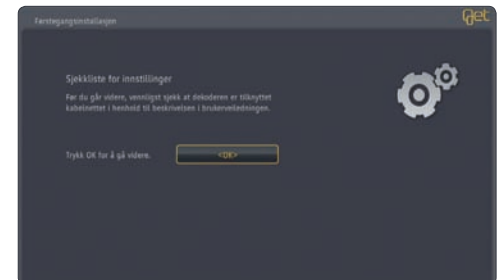 Førstegangsinstallasjon
Get
Sjekkliste for innstillinger
Før du går videre, vennligst sjekk at dekoderen er tilknyttet
kabelnettet i henhold til beskrivelsen i brukerveiledningen.
Trykk OK for å gå videre.
<OK>